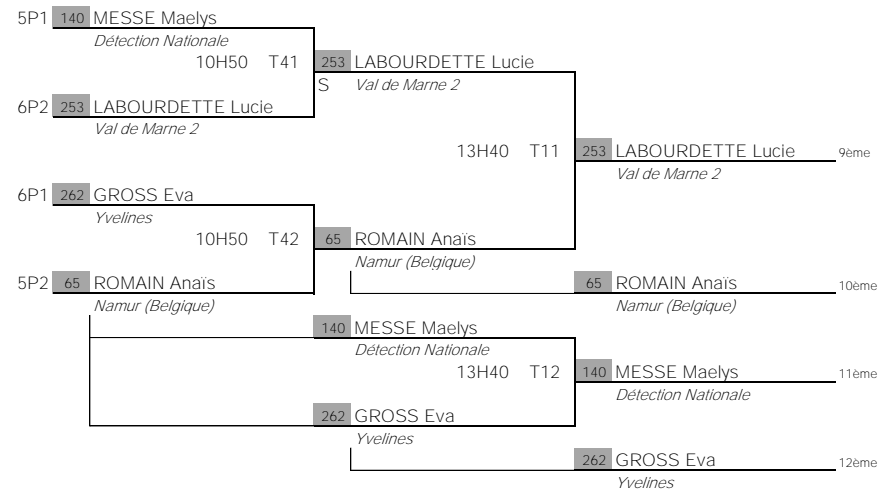 5P1 140 MESSE Maelys
Détection Nationale
10H50 T41 253 LABOURDETTE Lucie
S Val de Marne 2
6P2 253 LABOURDETTE Lucie
Val de Marne 2
13H40 T11 253 LABOURDETTE Lucie 9ème
Val de Marne 2
6P1 262 GROSS Eva
Yvelines
10H50 T42 65 ROMAIN Anaïs
Namur (Belgique)
5P2 65 ROMAIN Anaïs 65 ROMAIN Anaïs 10ème
Namur (Belgique) Namur (Belgique)
140 MESSE Maelys
Détection Nationale
13H40 T12 140 MESSE Maelys 11ème
Détection Nationale
262 GROSS Eva
Yvelines
262 GROSS Eva 12ème
Yvelines